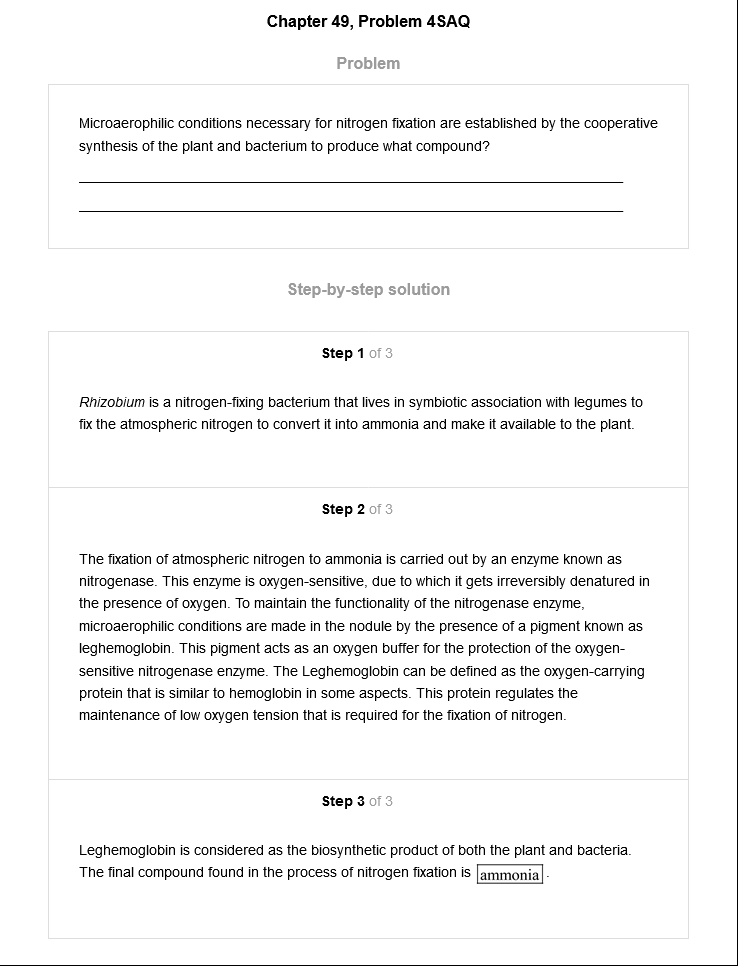 Chapter 49, Problem 4SAQ
Problem
Microaerophilic conditions necessary for nitrogen fixation are established by the cooperative
synthesis of the plant and bacterium to produce what compound?
Step-by-step solution
Step 1 of 3
Rhizobium is a nitrogen-fixing bacterium that lives in symbiotic association with legumes to
fix the atmospheric nitrogen to convert it into ammonia and make it available to the plant.
Step 2 of 3
The fixation of atmospheric nitrogen to ammonia is carried out by an enzyme known as
nitrogenase. This enzyme is oxygen-sensitive, due to which it gets irreversibly denatured in
the presence of oxygen. To maintain the functionality of the nitrogenase enzyme,
microaerophilic conditions are made in the nodule by the presence of a pigment known as
leghemoglobin. This pigment acts as an oxygen buffer for the protection of the oxygen-
sensitive nitrogenase enzyme. The Leghemoglobin can be defined as the oxygen-carrying
protein that is similar to hemoglobin in some aspects. This protein regulates the
maintenance of low oxygen tension that is required for the fixation of nitrogen.
Step 3 of 3
Leghemoglobin is considered as the biosynthetic product of both the plant and bacteria.
The final compound found in the process of nitrogen fixation is ammonia .